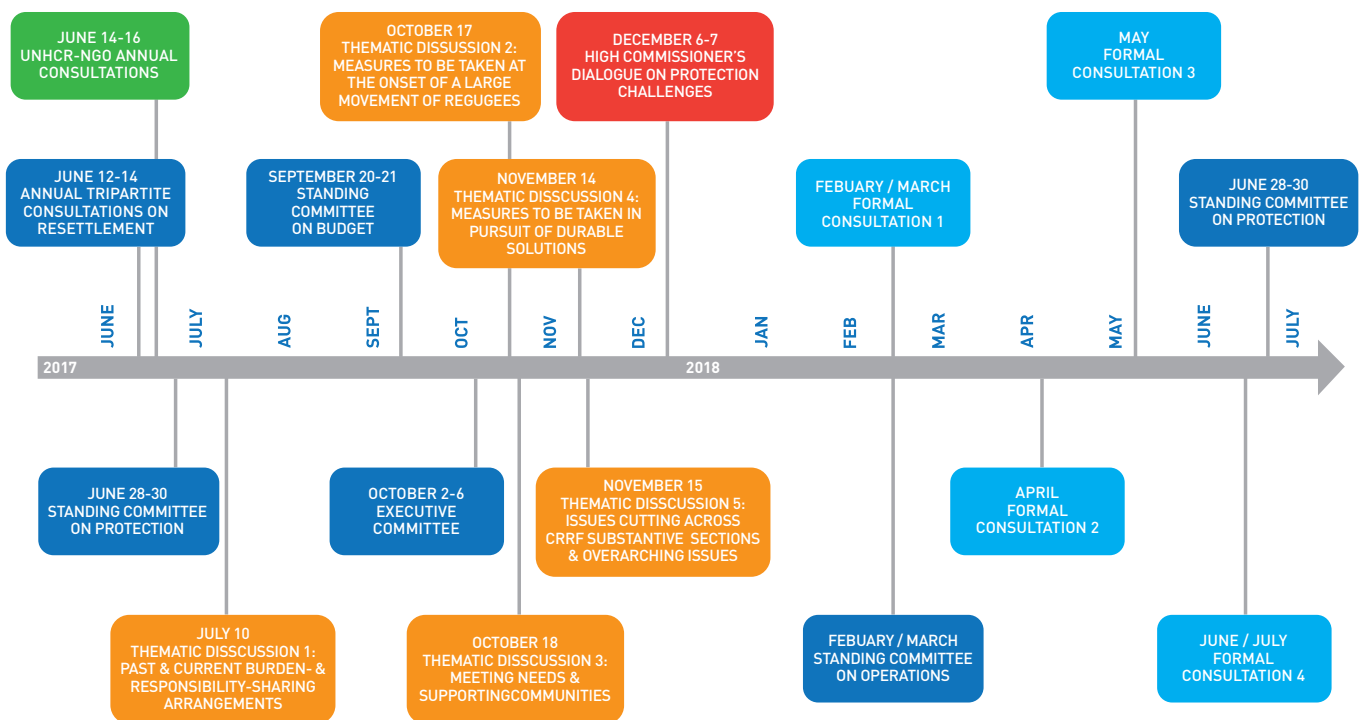 JUNE 14-16
UNHCR-NGO ANNUAL
CONSULTATIONS
OCTOBER 17
THEMATIC DISSUSSION 2:
MEASURES TO BE TAKEN AT
THE ONSET OF A LARGE
MOVEMENT OF REGUGEES
DECEMBER 6-7
HIGH COMMISSIONER'S
DIALOGUE ON PROTECTION
CHALLENGES
MAY
FORMAL
CONSULTATION 3
JUNE 12-14
ANNUAL TRIPARTITE
CONSULTATIONS ON
RESETTLEMENT
SEPTEMBER 20-21
STANDING
COMMITTEE
ON BUDGET
NOVEMBER 14
THEMATIC DISSCUSSION 4:
MEASURES TO BE TAKEN IN
PURSUIT OF DURABLE
SOLUTIONS
FEBUARY / MARCH
FORMAL
CONSULTATION 1
JUNE 28-30
STANDING COMMITTEE
ON PROTECTION
JUNE
JULY
AUG
SEPT
OCT
NOV
DEC
JAN
FEB
MAR
APR
MAY
JUNE
JULY
2017
2018
JUNE 28-30
STANDING COMMITTEE
ON PROTECTION
OCTOBER 2-6
EXECUTIVE
COMMITTEE
NOVEMBER 15
THEMATIC DISSCUSSION 5:
ISSUES CUTTING ACROSS
CRRF SUBSTANTIVE SECTIONS
& OVERARCHING ISSUES
APRIL
FORMAL
CONSULTATION 2
JULY 10
THEMATIC DISSCUSSION 1:
PAST & CURRENT BURDEN- &
RESPONSIBILITY-SHARING
ARRANGEMENTS
OCTOBER 18
THEMATIC DISSCUSSION 3:
MEETING NEEDS &
SUPPORTINGCOMMUNITIES
FEBUARY / MARCH
STANDING COMMITTEE
ON OPERATIONS
JUNE / JULY
FORMAL
CONSULTATION 4